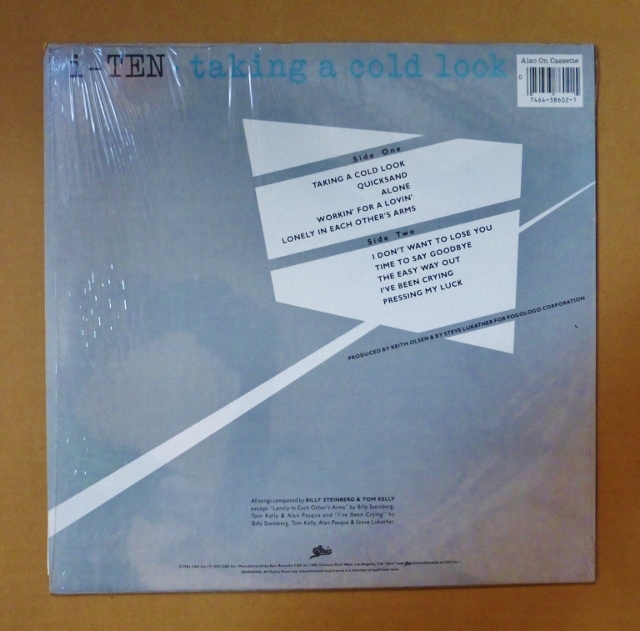 i-TEN · taking a cold look
Also On Cassette
0
7464-38602-1
Side One
TAKING A COLD LOOK
QUICKSAND
ALONE
WORKIN' FOR A LOVIN'
LONELY IN EACH OTHER'S ARMS
Side Two
I DON'T WANT TO LOSE YOU
TIME TO SAY GOODBYE
THE EASY WAY OUT
I'VE BEEN CRYING
PRESSING MY LUCK
PRODUCED BY KEITH OLSEN & BY STEVE LUKATHER FOR POGOLOGO CORPORATION
All songs composed by BILLY STEINBERG & TOM KELLY
except "Lonely in Each Other's Arms" by Billy Steinberg,
Tom Kelly & Alan Pasqua and "I've Been Crying" by
Billy Steinberg, Tom Kelly, Alan Pasqua & Steve Lukather
Epic